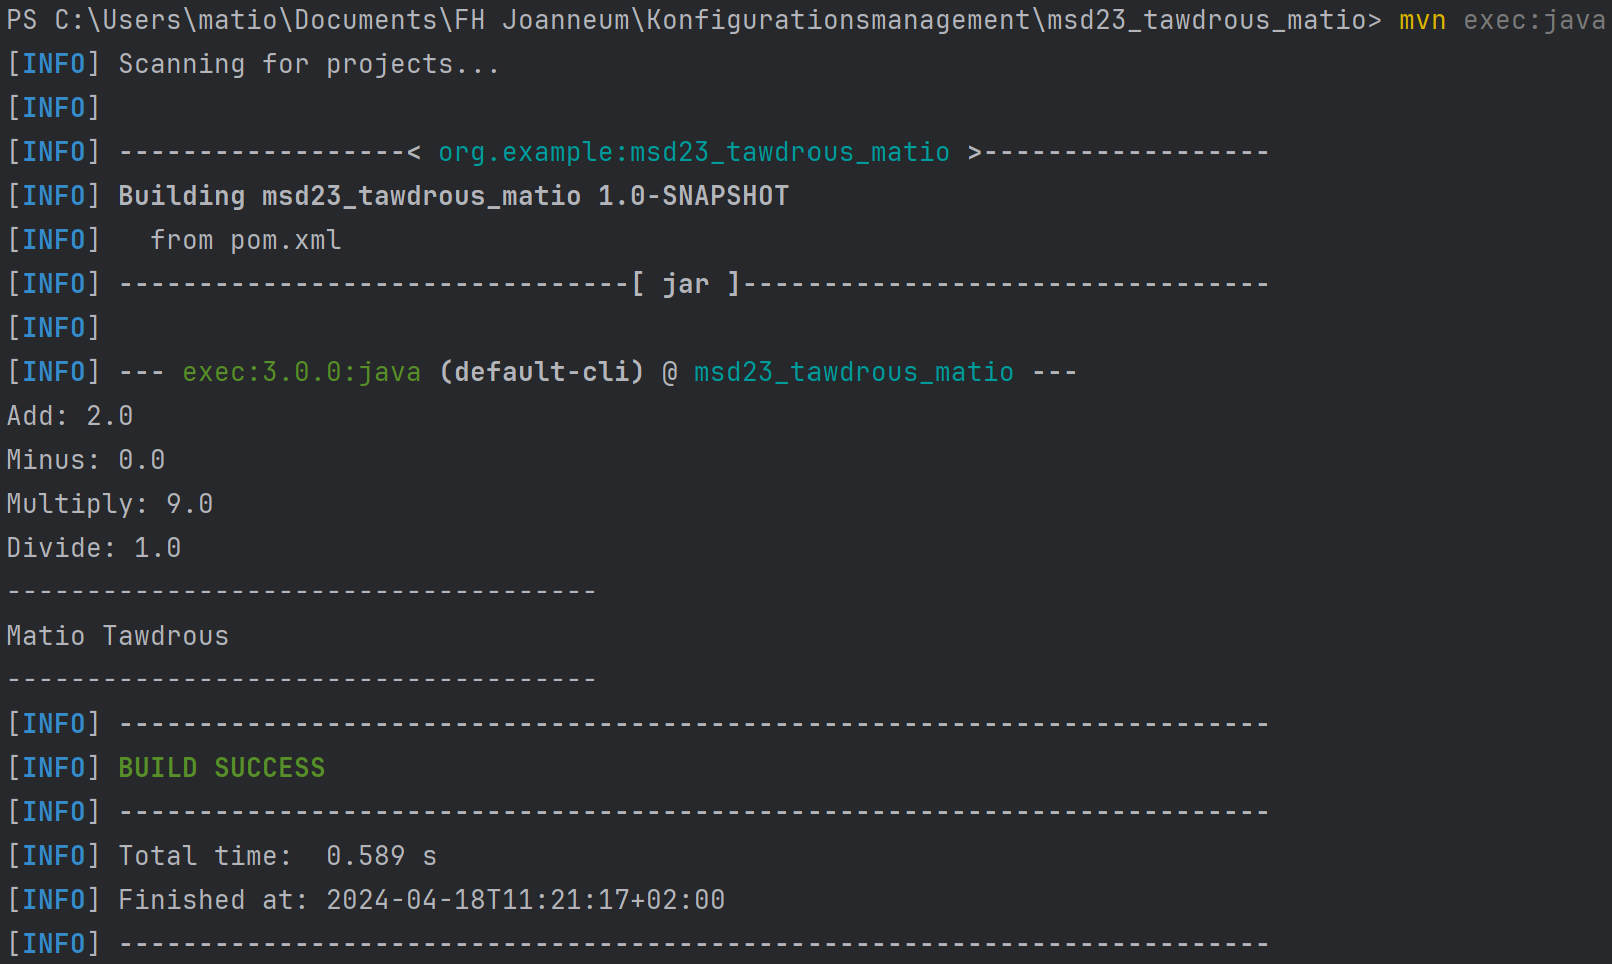 PS C:\Users\matio\Documents\FH Joanneum\Konfigurationsmanagement\msd23_tawdrous_matio> mvn exec:java
[INFO] Scanning for projects...
[INFO]
[INFO] ------------------< org.example:msd23_tawdrous_matio >------------------
[INFO] Building msd23_tawdrous_matio 1.0-SNAPSHOT
[INFO]   from pom.xml
[INFO] --------------------------------[ jar ]---------------------------------
[INFO]
[INFO] --- exec:3.0.0:java (default-cli) @ msd23_tawdrous_matio ---
Add: 2.0
Minus: 0.0
Multiply: 9.0
Divide: 1.0
-------------------------------------
Matio Tawdrous
-------------------------------------
[INFO] ------------------------------------------------------------------------
[INFO] BUILD SUCCESS
[INFO] ------------------------------------------------------------------------
[INFO] Total time:  0.589 s
[INFO] Finished at: 2024-04-18T11:21:17+02:00
[INFO] ------------------------------------------------------------------------